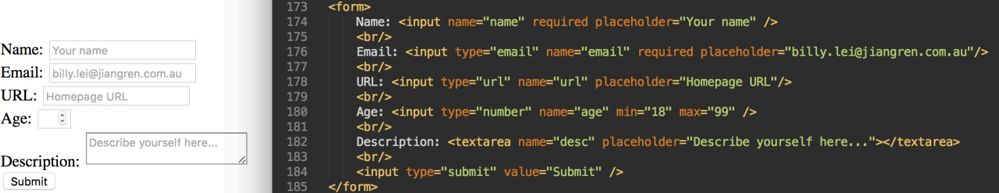 Name: Your name
Email: billy.lei@jiangren.com.au
URL: Homepage URL
Age:
Description: Describe yourself here...
Submit
173 <form>
174 Name: <input name="name" required placeholder="Your name" />
175 <br/>
176 Email: <input type="email" name="email" required placeholder="billy.lei@jiangren.com.au"/>
177 <br/>
178 URL: <input type="url" name="url" placeholder="Homepage URL"/>
179 <br/>
180 Age: <input type="number" name="age" min="18" max="99" />
181 <br/>
182 Description: <textarea name="desc" placeholder="Describe yourself here..."></textarea>
183 <br/>
184 <input type="submit" value="Submit" />
185 </form>